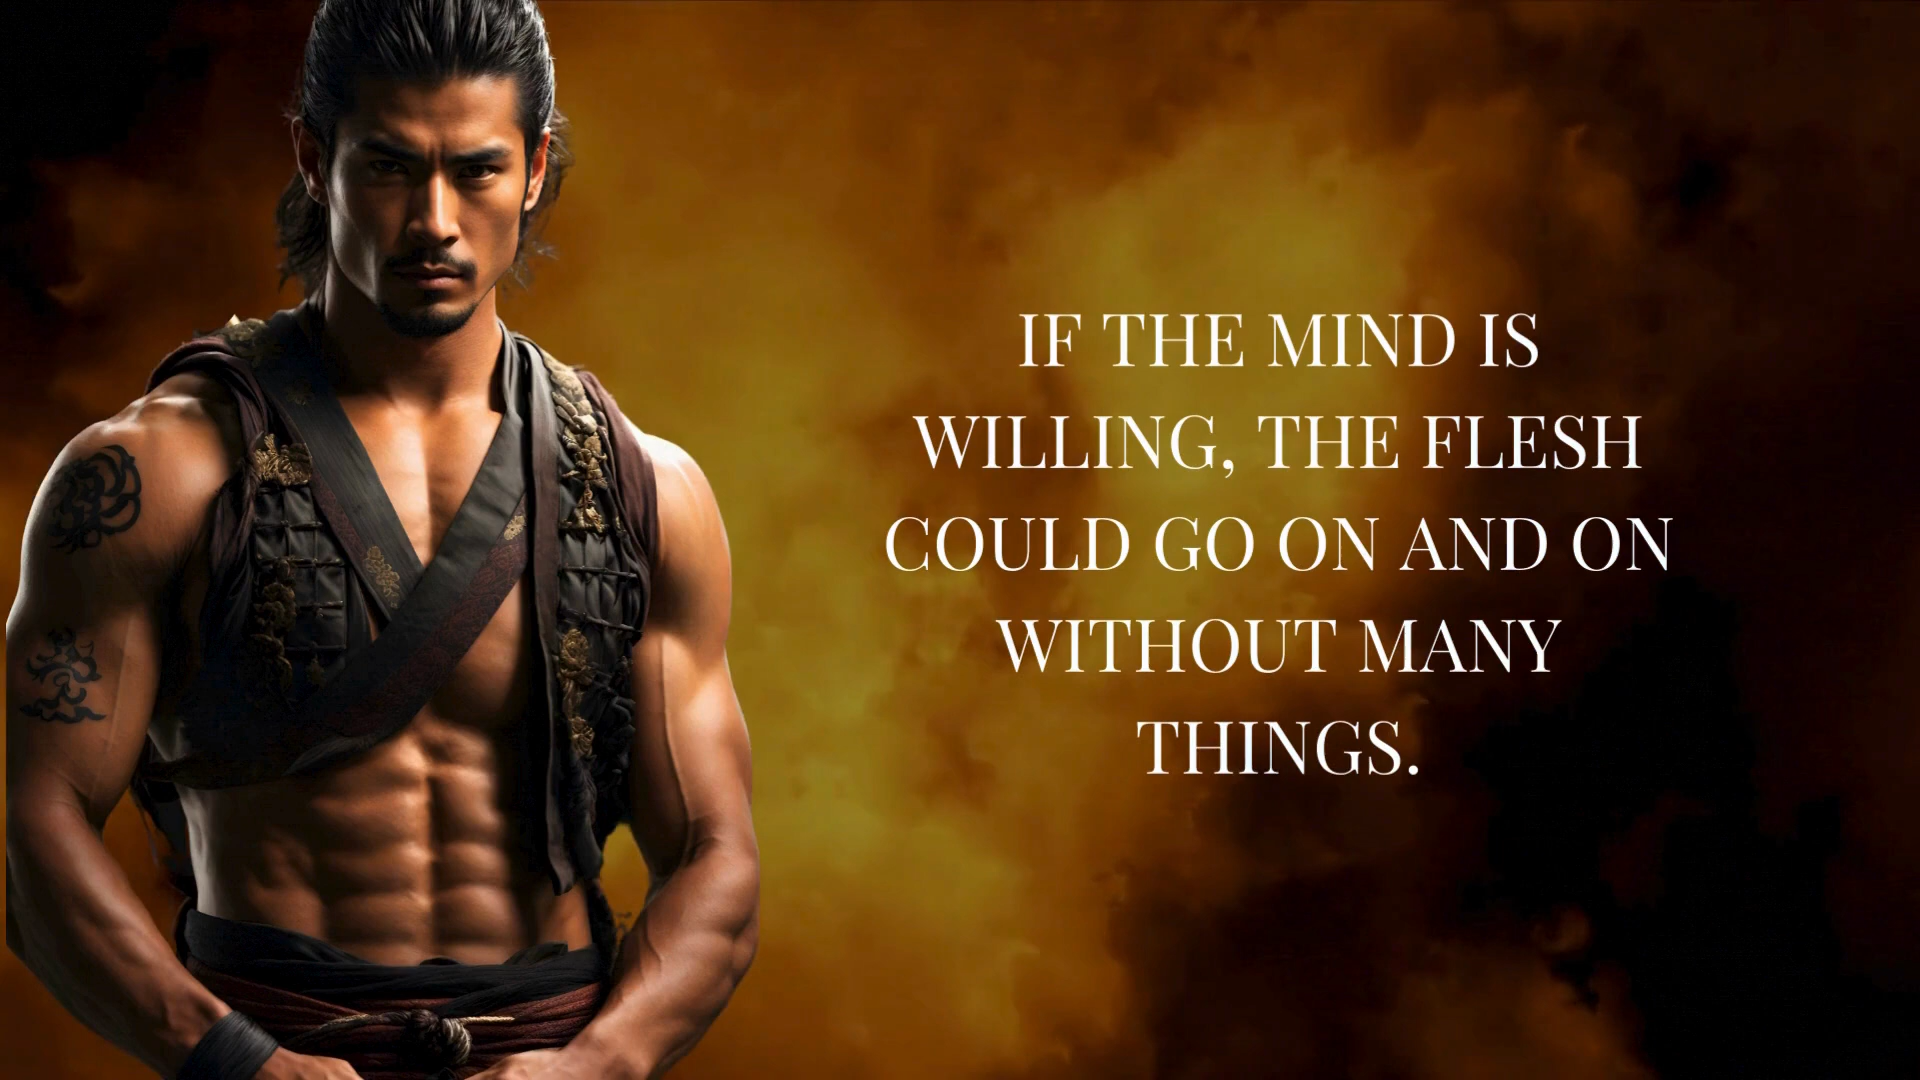 IF THE MIND IS
WILLING, THE FLESH
COULD GO ON AND ON
WITHOUT MANY
THINGS.